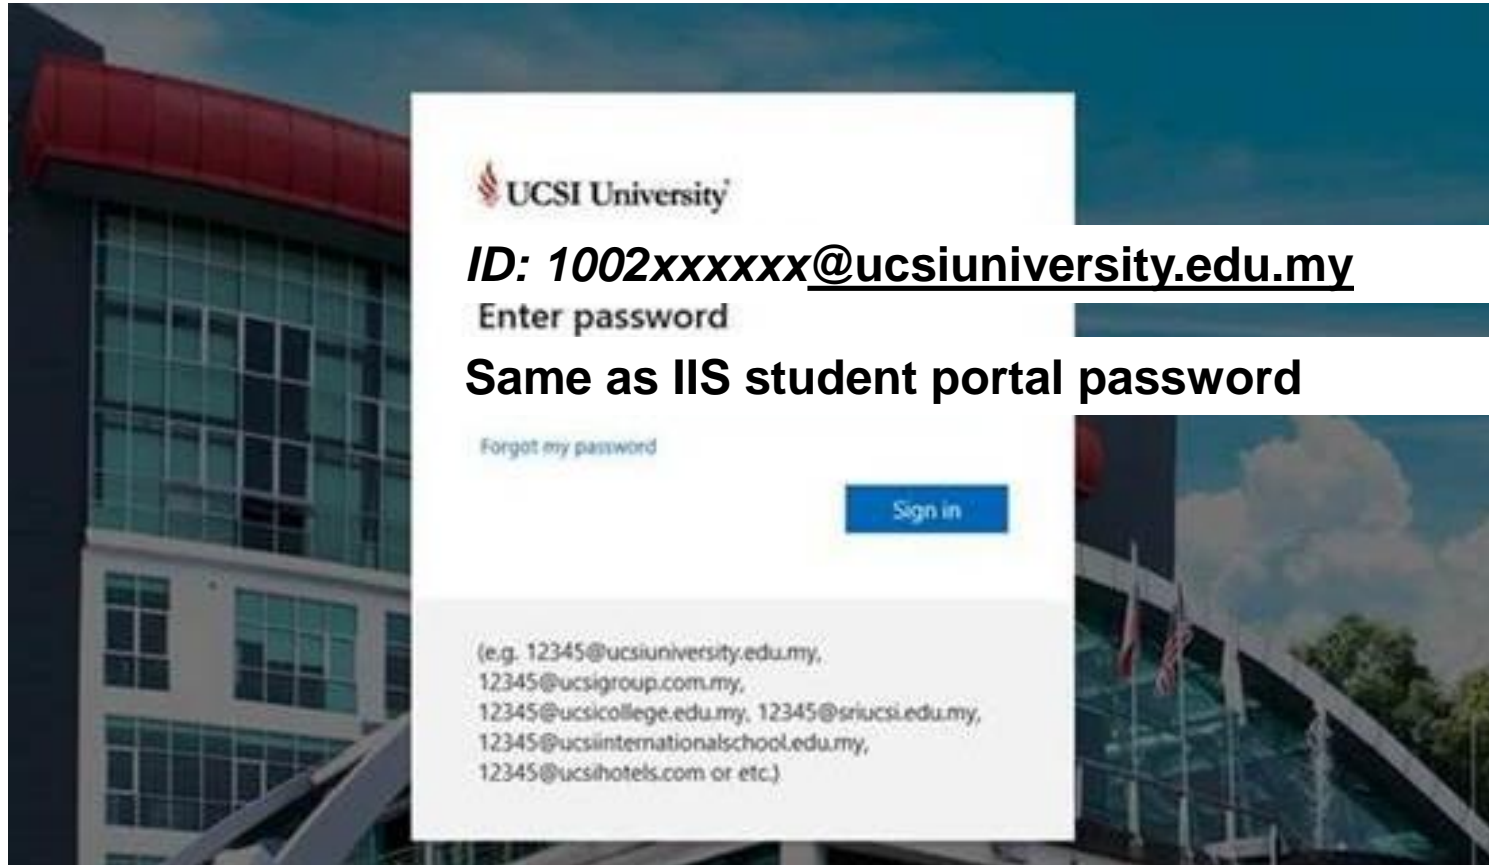 UCSI University
ID: 1002xxxxxx@ucsiuniversity.edu.my
Enter password
Same as IIS student portal password
Forgot my password
Sign in
(e.g. 12345@ucsiuniversity.edu.my,
12345@ucsigroup.com.my,
12345@ucsicollege.edu.my, 12345@sriucsi.edu.my,
12345@ucsiinternationalschool.edu.my,
12345@ucsihotels.com or etc.)